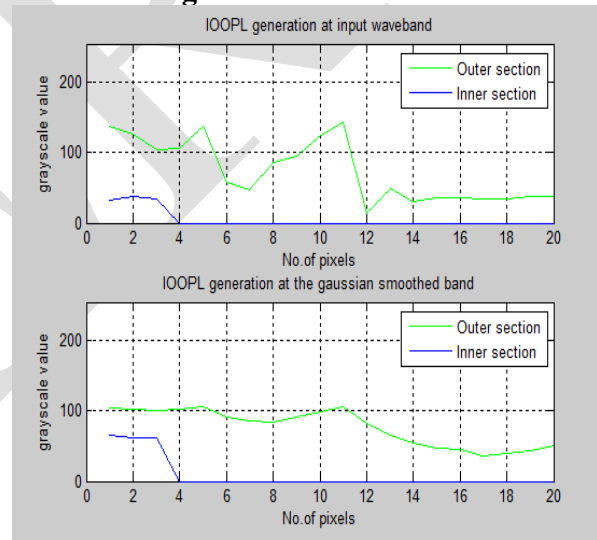 IOOPL generation at input waveband
Outer section
Inner section
grayscale value
200
100
0
0 2 4 6 8 10 12 14 16 18 20
No.of pixels
IOOPL generation at the gaussian smoothed band
Outer section
Inner section
grayscale value
200
100
0
0 2 4 6 8 10 12 14 16 18 20
No.of pixels